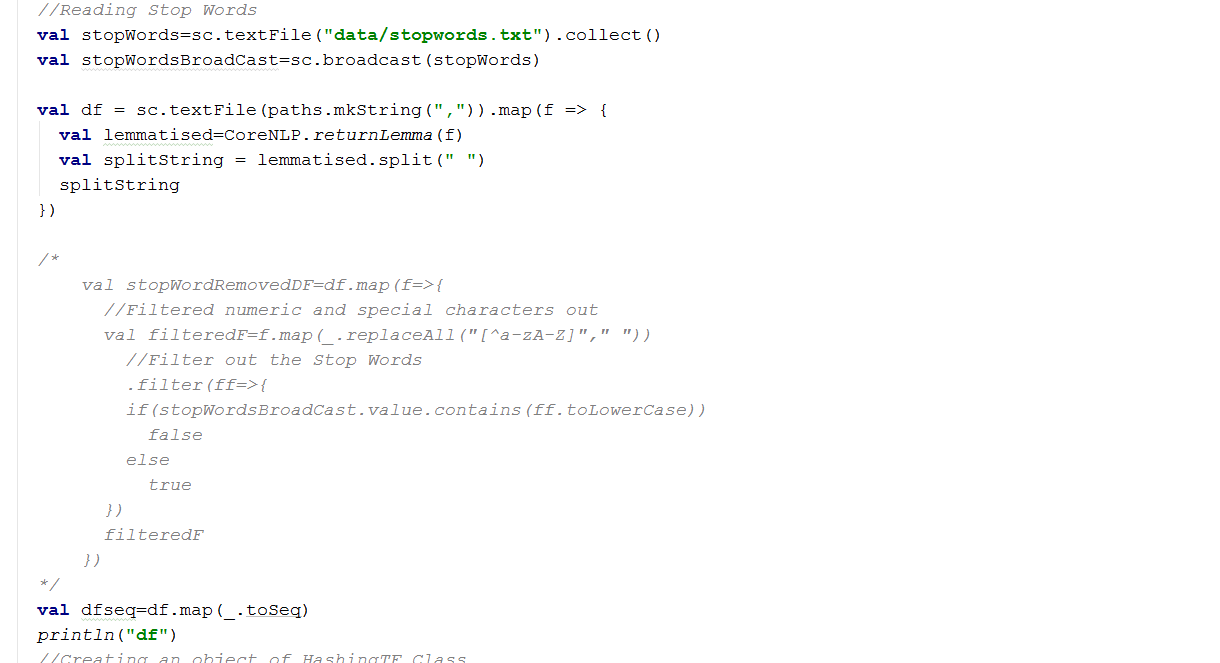 //Reading Stop Words
val stopWords=sc.textFile("data/stopwords.txt").collect()
val stopWordsBroadCast=sc.broadcast(stopWords)
val df = sc.textFile(paths.mkString(",")).map(f => {
val lemmatised=CoreNLP.returnLemma(f)
val splitString = lemmatised.split(" ")
splitString
})
/*
val stopWordRemovedDF=df.map(f=>{
//Filtered numeric and special characters out
val filteredF=f.map(_.replaceAll("[^a-zA-Z]"," "))
//Filter out the Stop Words
.filter(ff=>{
if(stopWordsBroadCast.value.contains(ff.toLowerCase))
false
else
true
})
filteredF
})
*/
val dfseq=df.map(_.toSeq)
println("df")
//Creating an object of HashingTF Class